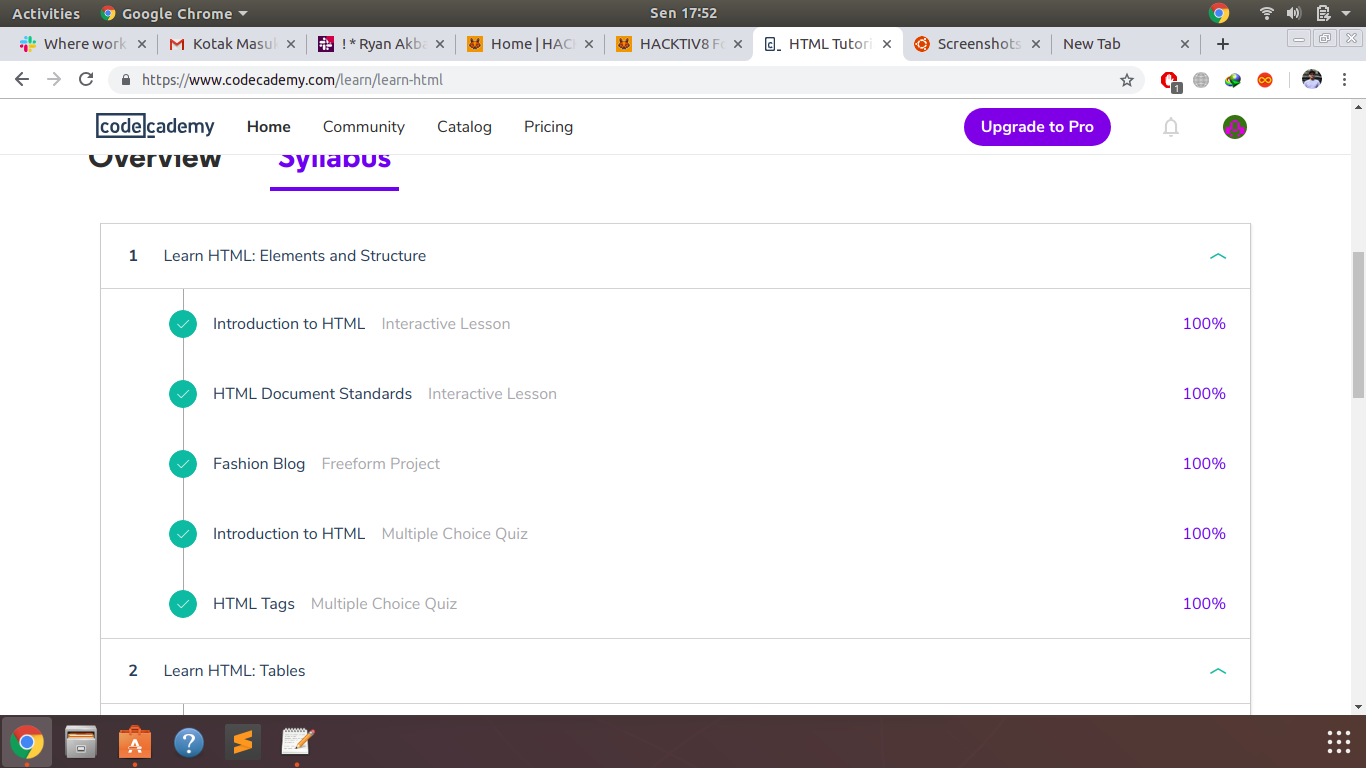 Activities Google Chrome Sen 17:52
Where work Kotak Masuk ! * Ryan Akba Home | HAC HACKTIV8 Fo HTML Tutori Screenshots New Tab
https://www.codecademy.com/learn/learn-html 1
codecademy Home Community Catalog Pricing Upgrade to Pro
Overview Syllabus
1 Learn HTML: Elements and Structure
Introduction to HTML Interactive Lesson 100%
HTML Document Standards Interactive Lesson 100%
Fashion Blog Freeform Project 100%
Introduction to HTML Multiple Choice Quiz 100%
HTML Tags Multiple Choice Quiz 100%
2 Learn HTML: Tables